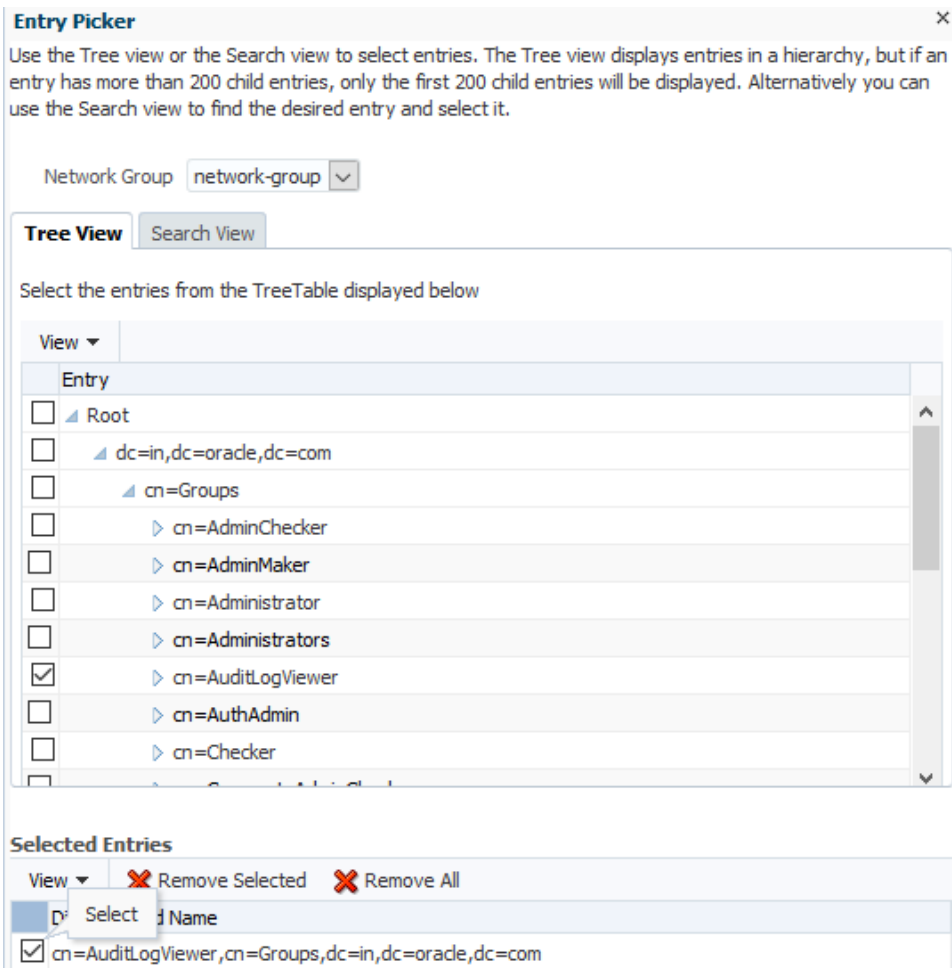 Entry Picker
Use the Tree view or the Search view to select entries. The Tree view displays entries in a hierarchy, but if an
entry has more than 200 child entries, only the first 200 child entries will be displayed. Alternatively you can
use the Search view to find the desired entry and select it.
Network Group network-group
Tree View Search View
Select the entries from the TreeTable displayed below
View
Entry
Root
dc=in,dc=oracle,dc=com
cn=Groups
cn=AdminChecker
cn=AdminMaker
cn=Administrator
cn=Administrators
cn=AuditLogViewer
cn=AuthAdmin
cn=Checker
Selected Entries
View Remove Selected Remove All
Select Name
cn=AuditLogViewer,cn=Groups,dc=in,dc=oracle,dc=com